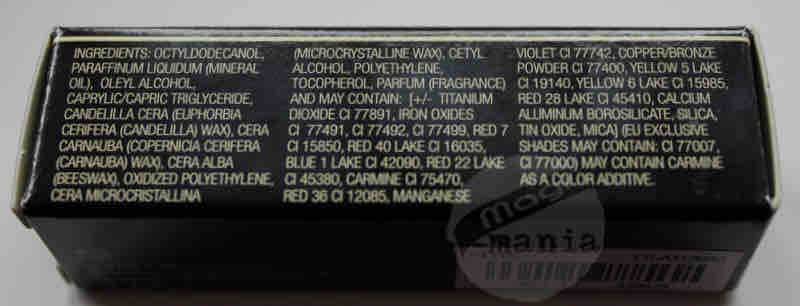 INGREDIENTS: OCTYLDODECANOL,
PARAFFINUM LIQUIDUM (MINERAL
OIL), OLEYL ALCOHOL,
CAPRYLIC/CAPRIC TRIGLYCERIDE,
CANDELILLA CERA (EUPHORBIA
CERIFERA (CANDELILLA) WAX), CERA
CARNAUBA (COPERNICIA CERIFERA
(CARNAUBA) WAX), CERA ALBA
(BEESWAX), OXIDIZED POLYETHYLENE,
CERA MICROCRISTALLINA
(MICROCRYSTALLINE WAX), CETYL
ALCOHOL, POLYETHYLENE,
TOCOPHEROL, PARFUM (FRAGRANCE)
AND MAY CONTAIN: [+/- TITANIUM
DIOXIDE CI 77891, IRON OXIDES
CI 77491, CI 77492, CI 77499, RED 7
CI 15850, RED 40 LAKE CI 16035,
BLUE 1 LAKE CI 42090, RED 22 LAKE
CI 45380, CARMINE CI 75470,
RED 36 CI 12085, MANGANESE
VIOLET CI 77742, COPPER/BRONZE
POWDER CI 77400, YELLOW 5 LAKE
CI 19140, YELLOW 6 LAKE CI 15985,
RED 28 LAKE CI 45410, CALCIUM
ALUMINUM BOROSILICATE, SILICA,
TIN OXIDE, MICA] (EU EXCLUSIVE
SHADES MAY CONTAIN: CI 77007,
CI 77000) MAY CONTAIN CARMINE
AS A COLOR ADDITIVE.
mania